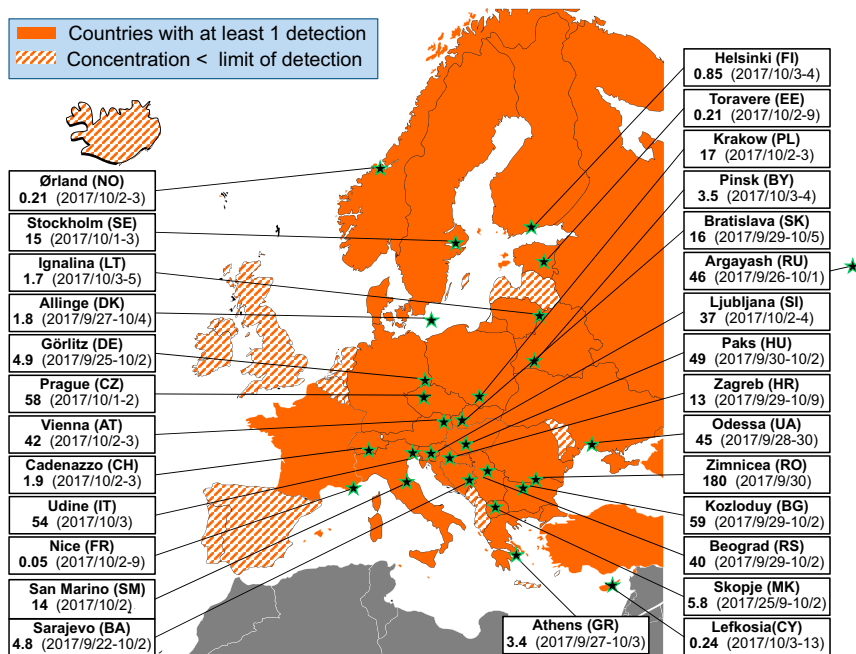 Countries with at least 1 detection
Concentration < limit of detection
Ørland (NO)
0.21 (2017/10/2-3)
Stockholm (SE)
15 (2017/10/1-3)
Ignalina (LT)
1.7 (2017/10/3-5)
Allinge (DK)
1.8 (2017/9/27-10/4)
Görlitz (DE)
4.9 (2017/9/25-10/2)
Prague (CZ)
58 (2017/10/1-2)
Vienna (AT)
42 (2017/10/2-3)
Cadenazzo (CH)
1.9 (2017/10/2-3)
Udine (IT)
54 (2017/10/3)
Nice (FR)
0.05 (2017/10/2-9)
San Marino (SM)
14 (2017/10/2)
Sarajevo (BA)
4.8 (2017/9/22-10/2)
Helsinki (FI)
0.85 (2017/10/3-4)
Toravere (EE)
0.21 (2017/10/2-9)
Krakow (PL)
17 (2017/10/2-3)
Pinsk (BY)
3.5 (2017/10/3-4)
Bratislava (SK)
16 (2017/9/29-10/5)
Argayash (RU)
46 (2017/9/26-10/1)
Ljubljana (SI)
37 (2017/10/2-4)
Paks (HU)
49 (2017/9/30-10/2)
Zagreb (HR)
13 (2017/9/29-10/9)
Odessa (UA)
45 (2017/9/28-30)
Zimnicea (RO)
180 (2017/9/30)
Kozloduy (BG)
59 (2017/9/29-10/2)
Beograd (RS)
40 (2017/9/29-10/2)
Skopje (MK)
5.8 (2017/25/9-10/2)
Lefkosia(CY)
0.24 (2017/10/3-13)
Athens (GR)
3.4 (2017/9/27-10/3)